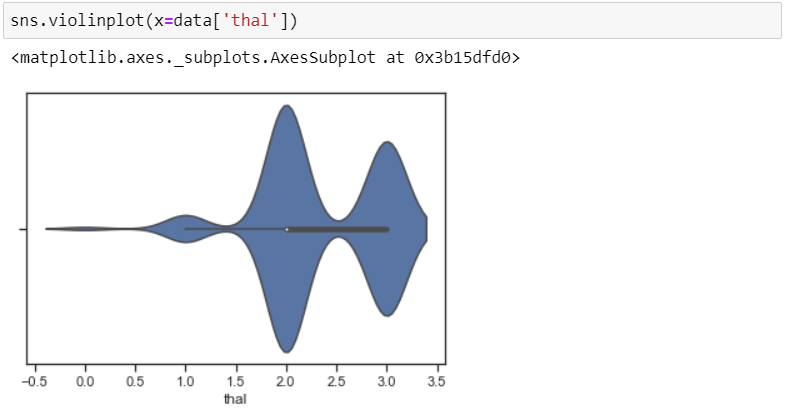 sns.violinplot(x=data['thal'])
<matplotlib.axes._subplots.AxesSubplot at 0x3b15dfd0>
−0.5 0.0 0.5 1.0 1.5 2.0 2.5 3.0 3.5
thal